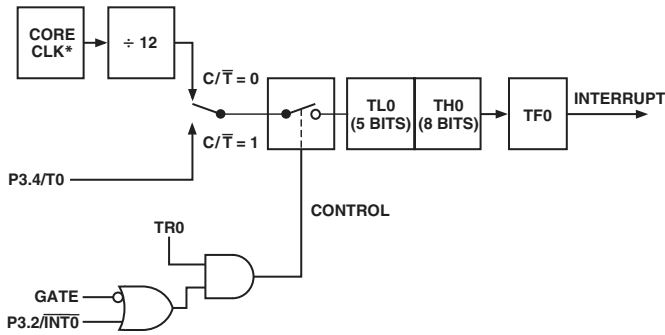 CORE
CLK*
÷ 12
C/T̅ = 0
C/T̅ = 1
P3.4/T0
TL0
(5 BITS)
TH0
(8 BITS)
TF0
INTERRUPT
CONTROL
TR0
GATE
P3.2/I̅N̅T̅0̅